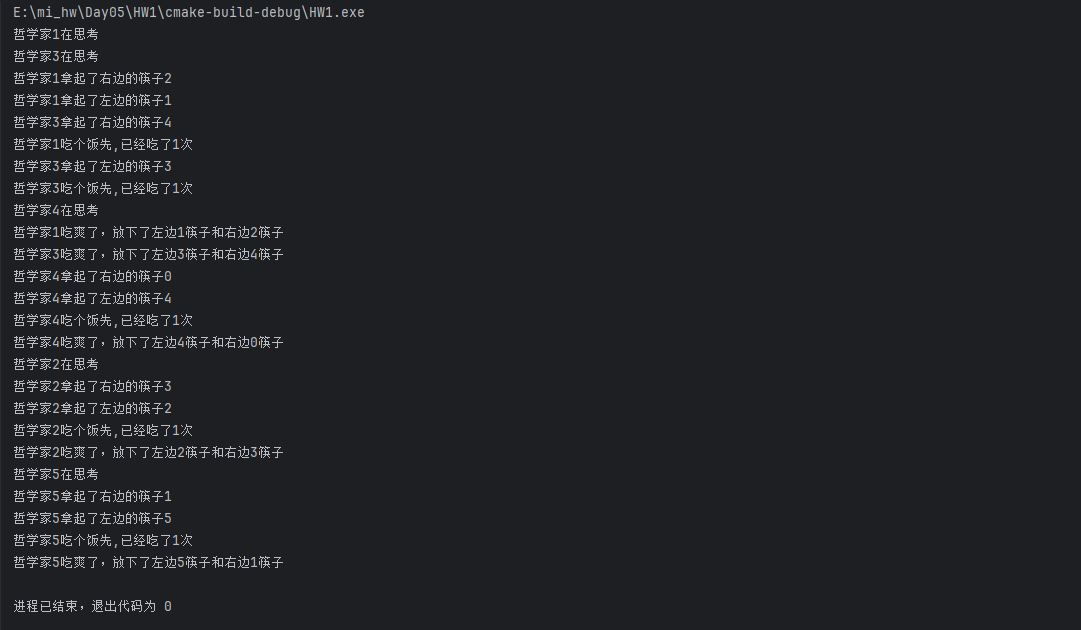 E:\mi_hw\Day05\HW1\cmake-build-debug\HW1.exe
哲学家1在思考
哲学家3在思考
哲学家1拿起了右边的筷子2
哲学家1拿起了左边的筷子1
哲学家3拿起了右边的筷子4
哲学家1吃个饭先,已经吃了1次
哲学家3拿起了左边的筷子3
哲学家3吃个饭先,已经吃了1次
哲学家4在思考
哲学家1吃爽了，放下了左边1筷子和右边2筷子
哲学家3吃爽了，放下了左边3筷子和右边4筷子
哲学家4拿起了右边的筷子0
哲学家4拿起了左边的筷子4
哲学家4吃个饭先,已经吃了1次
哲学家4吃爽了，放下了左边4筷子和右边0筷子
哲学家2在思考
哲学家2拿起了右边的筷子3
哲学家2拿起了左边的筷子2
哲学家2吃个饭先,已经吃了1次
哲学家2吃爽了，放下了左边2筷子和右边3筷子
哲学家5在思考
哲学家5拿起了右边的筷子1
哲学家5拿起了左边的筷子5
哲学家5吃个饭先,已经吃了1次
哲学家5吃爽了，放下了左边5筷子和右边1筷子
进程已结束，退出代码为 0